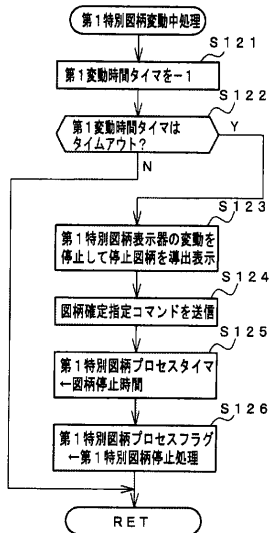 第1特別図柄変動中処理
S121
第1変動時間タイマを−1
S122
第1変動時間タイマは
タイムアウト?
Y
N
S123
第1特別図柄表示器の変動を
停止して停止図柄を導出表示
S124
図柄確定指定コマンドを送信
S125
第1特別図柄プロセスタイマ
←図柄停止時間
S126
第1特別図柄プロセスフラグ
←第1特別図柄停止処理
RET